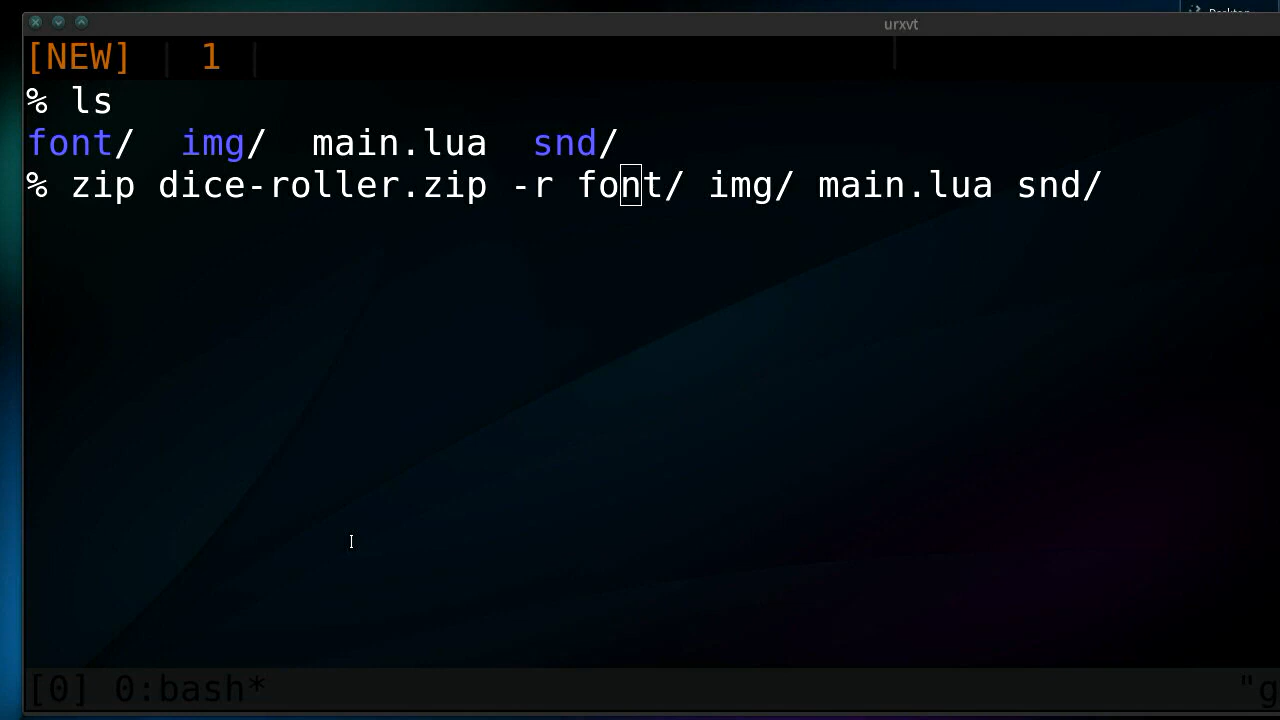 urxvt
[NEW] | 1 |
% ls
font/ img/ main.lua snd/
% zip dice-roller.zip -r font/ img/ main.lua snd/
[0] 0:bash* "g